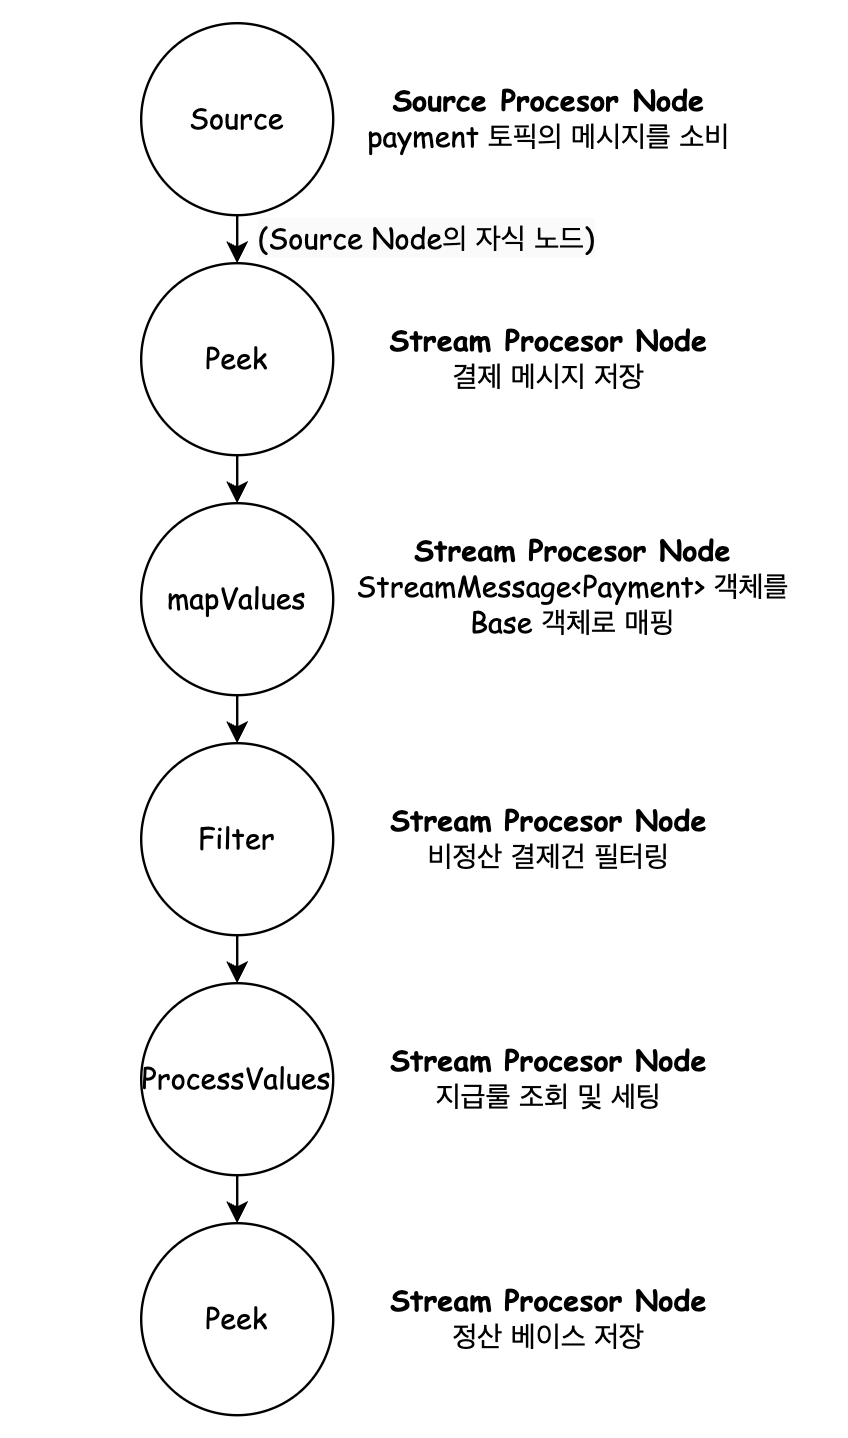 Source
Source Procesor Node
payment 토픽의 메시지를 소비
(Source Node의 자식 노드)
Peek
Stream Procesor Node
결제 메시지 저장
mapValues
Stream Procesor Node
StreamMessage<Payment> 객체를
Base 객체로 매핑
Filter
Stream Procesor Node
비정산 결제건 필터링
ProcessValues
Stream Procesor Node
지급룰 조회 및 세팅
Peek
Stream Procesor Node
정산 베이스 저장